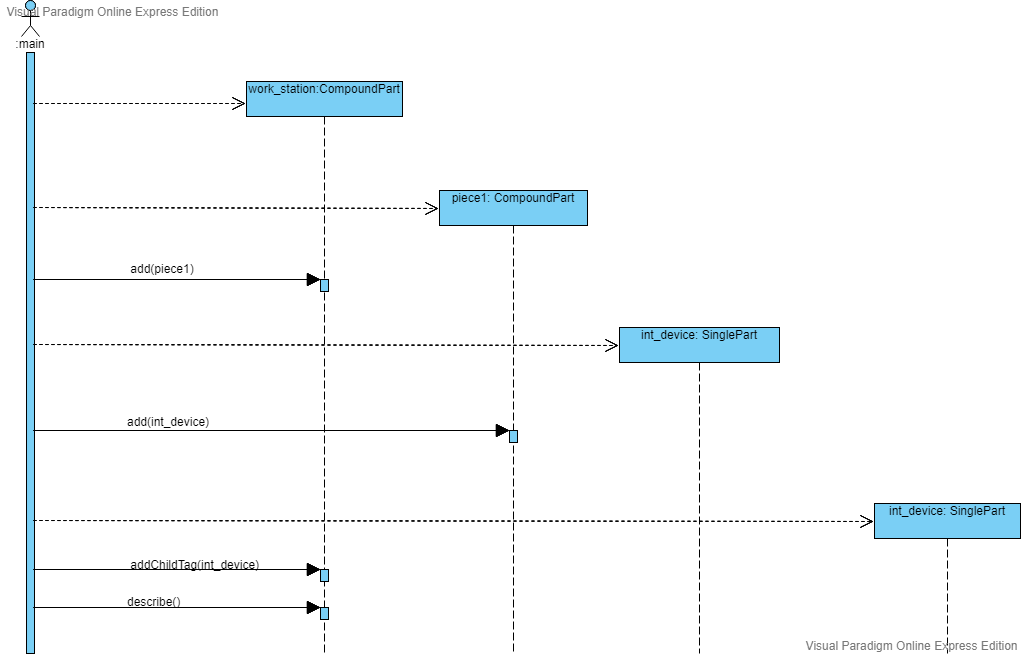 Visual Paradigm Online Express Edition
:main
work_station:CompoundPart
piece1: CompoundPart
add(piece1)
int_device: SinglePart
add(int_device)
int_device: SinglePart
addChildTag(int_device)
describe()
Visual Paradigm Online Express Edition